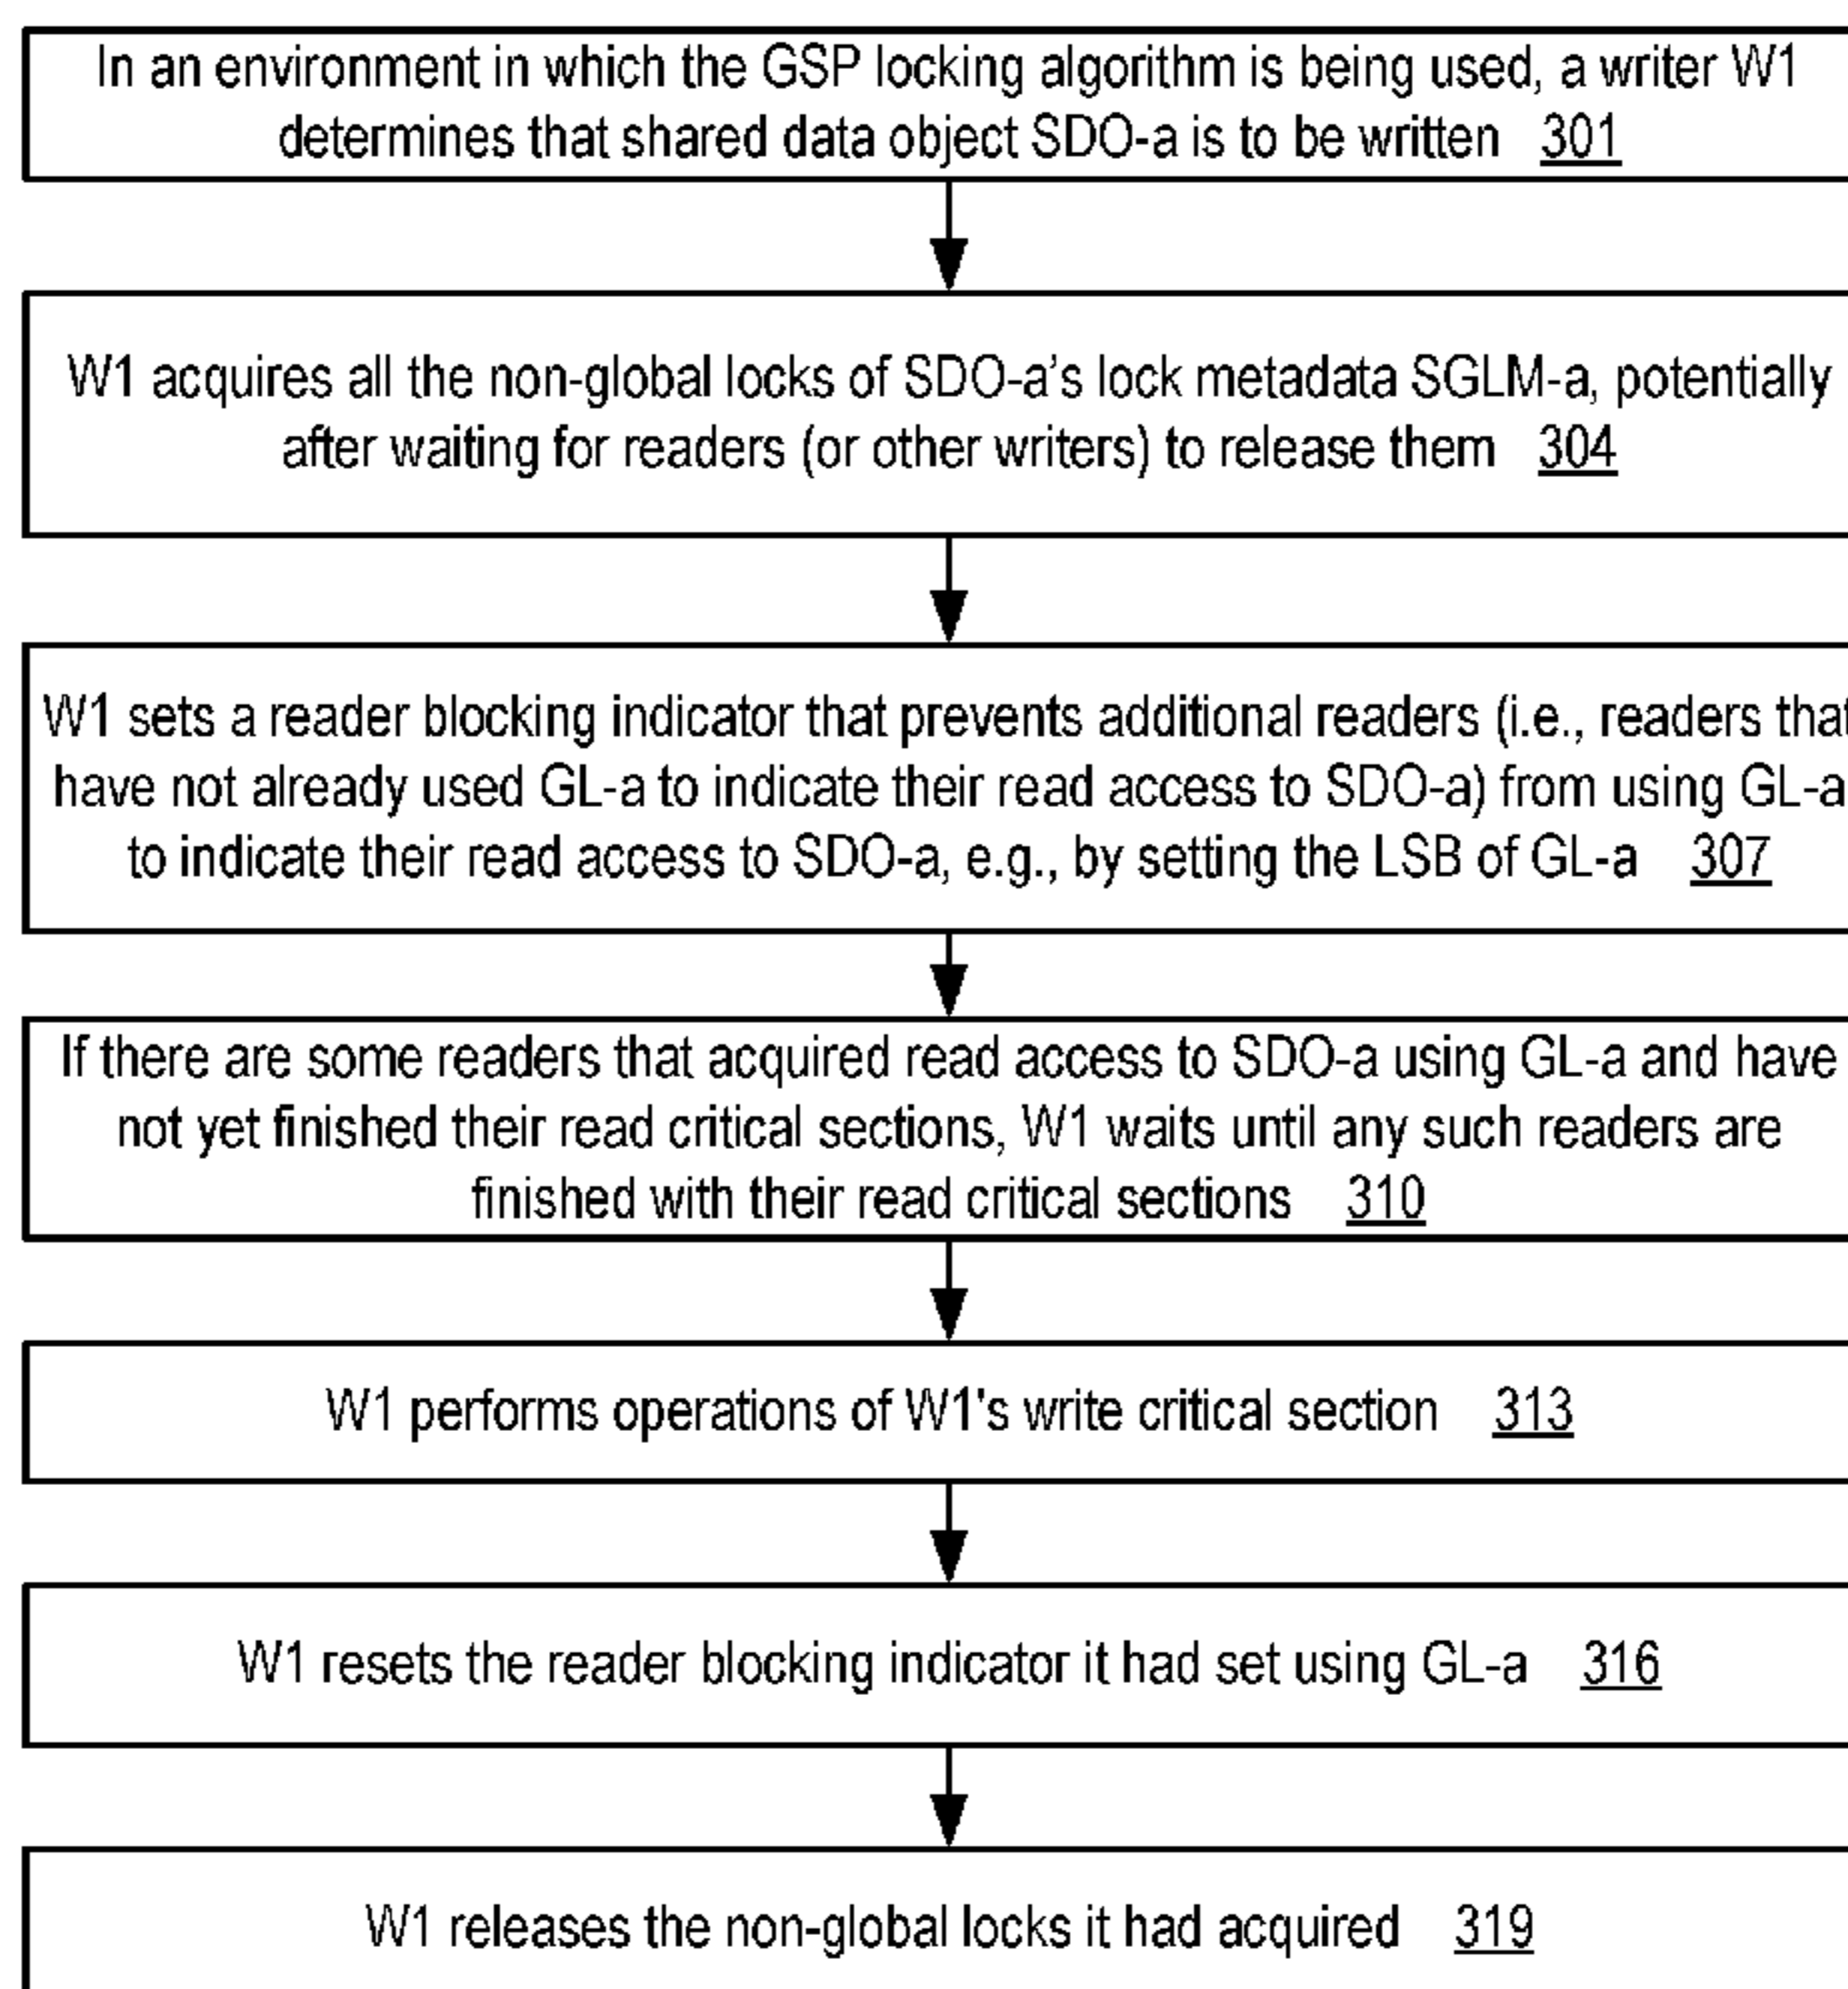 In an environment in which the GSP locking algorithm is being used, a writer W1
determines that shared data object SDO-a is to be written 301
W1 acquires all the non-global locks of SDO-a's lock metadata SGLM-a, potentially
after waiting for readers (or other writers) to release them 304
W1 sets a reader blocking indicator that prevents additional readers (i.e., readers that
have not already used GL-a to indicate their read access to SDO-a) from using GL-a
to indicate their read access to SDO-a, e.g., by setting the LSB of GL-a 307
If there are some readers that acquired read access to SDO-a using GL-a and have
not yet finished their read critical sections, W1 waits until any such readers are
finished with their read critical sections 310
W1 performs operations of W1's write critical section 313
W1 resets the reader blocking indicator it had set using GL-a 316
W1 releases the non-global locks it had acquired 319